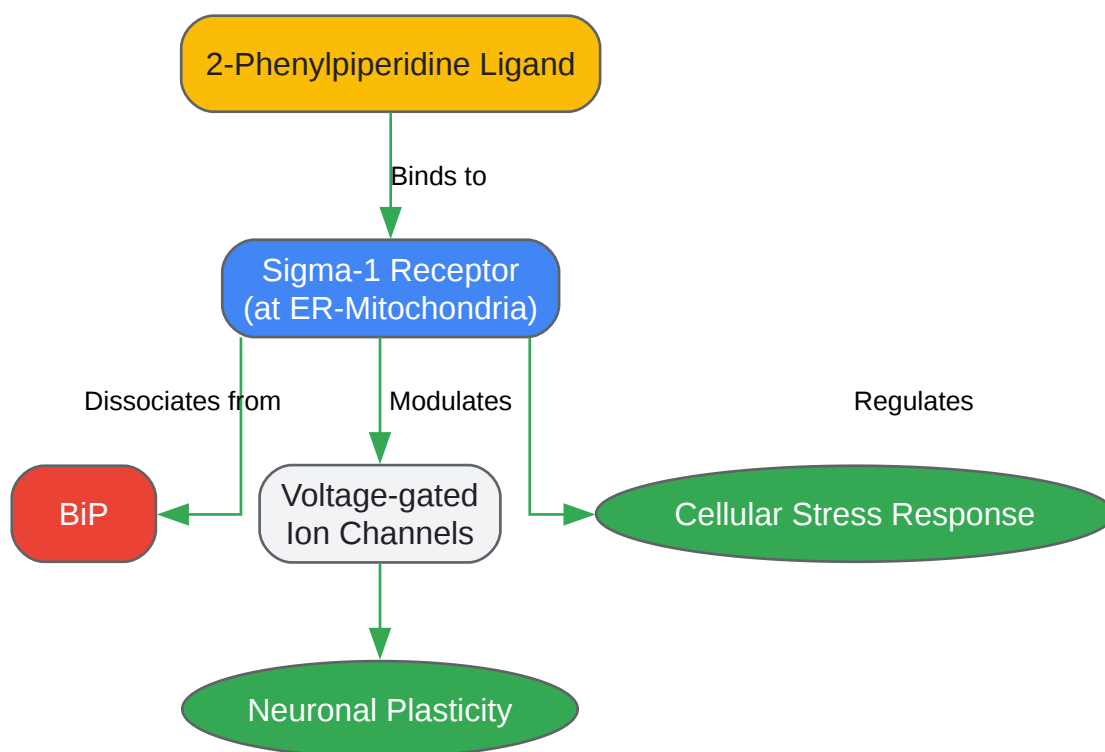 2-Phenylpiperidine Ligand
Binds to
Sigma-1 Receptor
(at ER-Mitochondria)
Dissociates from
Modulates
Regulates
BiP
Voltage-gated
Ion Channels
Cellular Stress Response
Neuronal Plasticity